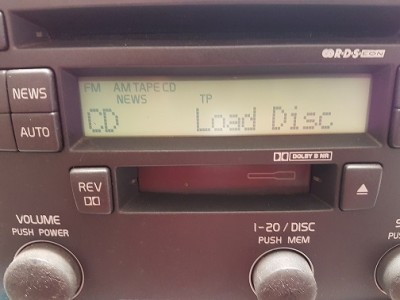 R·D·S·EON
FM AM TAPE CD
NEWS TP
NEWS
CD Load Disc
AUTO
DOLBY B NR
REV
VOLUME
PUSH POWER
1-20/DISC
PUSH MEM